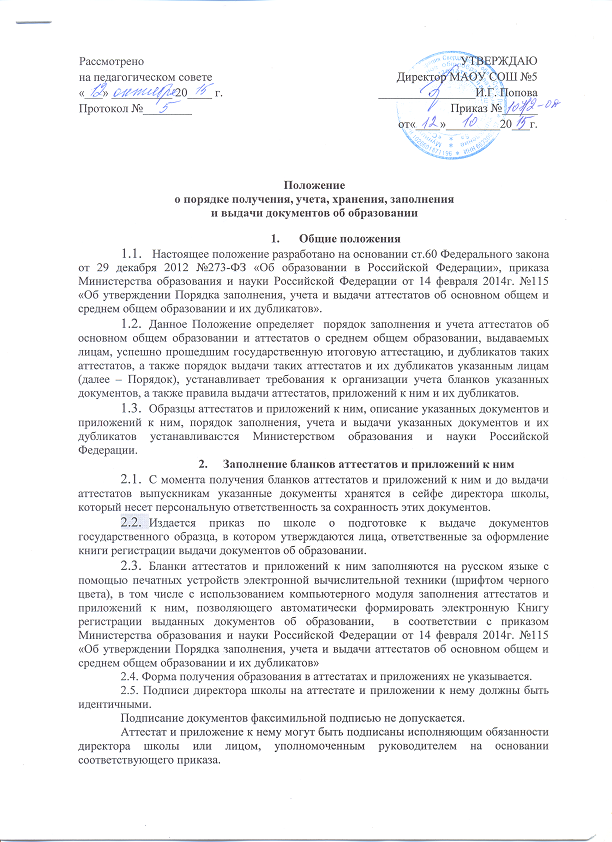 Рассмотрено
на педагогическом совете
« 12 » октября 20 15 г.
Протокол № 5
УТВЕРЖДАЮ
Директор МАОУ СОШ №5
И.Г. Попова
Приказ №
от« 12 » 10 20 15 г.
Положение
о порядке получения, учета, хранения, заполнения
и выдачи документов об образовании
1. Общие положения
1.1. Настоящее положение разработано на основании ст.60 Федерального закона
от 29 декабря 2012 №273-ФЗ «Об образовании в Российской Федерации», приказа
Министерства образования и науки Российской Федерации от 14 февраля 2014г. №115
«Об утверждении Порядка заполнения, учета и выдачи аттестатов об основном общем и
среднем общем образовании и их дубликатов».
1.2. Данное Положение определяет порядок заполнения и учета аттестатов об
основном общем образовании и аттестатов о среднем общем образовании, выдаваемых
лицам, успешно прошедшим государственную итоговую аттестацию, и дубликатов таких
аттестатов, а также порядок выдачи таких аттестатов и их дубликатов указанным лицам
(далее – Порядок), устанавливает требования к организации учета бланков указанных
документов, а также правила выдачи аттестатов, приложений к ним и их дубликатов.
1.3. Образцы аттестатов и приложений к ним, описание указанных документов и
приложений к ним, порядок заполнения, учета и выдачи указанных документов и их
дубликатов устанавливаются Министерством образования и науки Российской
Федерации.
2. Заполнение бланков аттестатов и приложений к ним
2.1. С момента получения бланков аттестатов и приложений к ним и до выдачи
аттестатов выпускникам указанные документы хранятся в сейфе директора школы,
который несет персональную ответственность за сохранность этих документов.
2.2. Издается приказ по школе о подготовке к выдаче документов
государственного образца, в котором утверждаются лица, ответственные за оформление
книги регистрации выдачи документов об образовании.
2.3. Бланки аттестатов и приложений к ним заполняются на русском языке с
помощью печатных устройств электронной вычислительной техники (шрифтом черного
цвета), в том числе с использованием компьютерного модуля заполнения аттестатов и
приложений к ним, позволяющего автоматически формировать электронную Книгу
регистрации выданных документов об образовании, в соответствии с приказом
Министерства образования и науки Российской Федерации от 14 февраля 2014г. №115
«Об утверждении Порядка заполнения, учета и выдачи аттестатов об основном общем и
среднем общем образовании и их дубликатов»
2.4. Форма получения образования в аттестатах и приложениях не указывается.
2.5. Подписи директора школы на аттестате и приложении к нему должны быть
идентичными.
Подписание документов факсимильной подписью не допускается.
Аттестат и приложение к нему могут быть подписаны исполняющим обязанности
директора школы или лицом, уполномоченным руководителем на основании
соответствующего приказа.